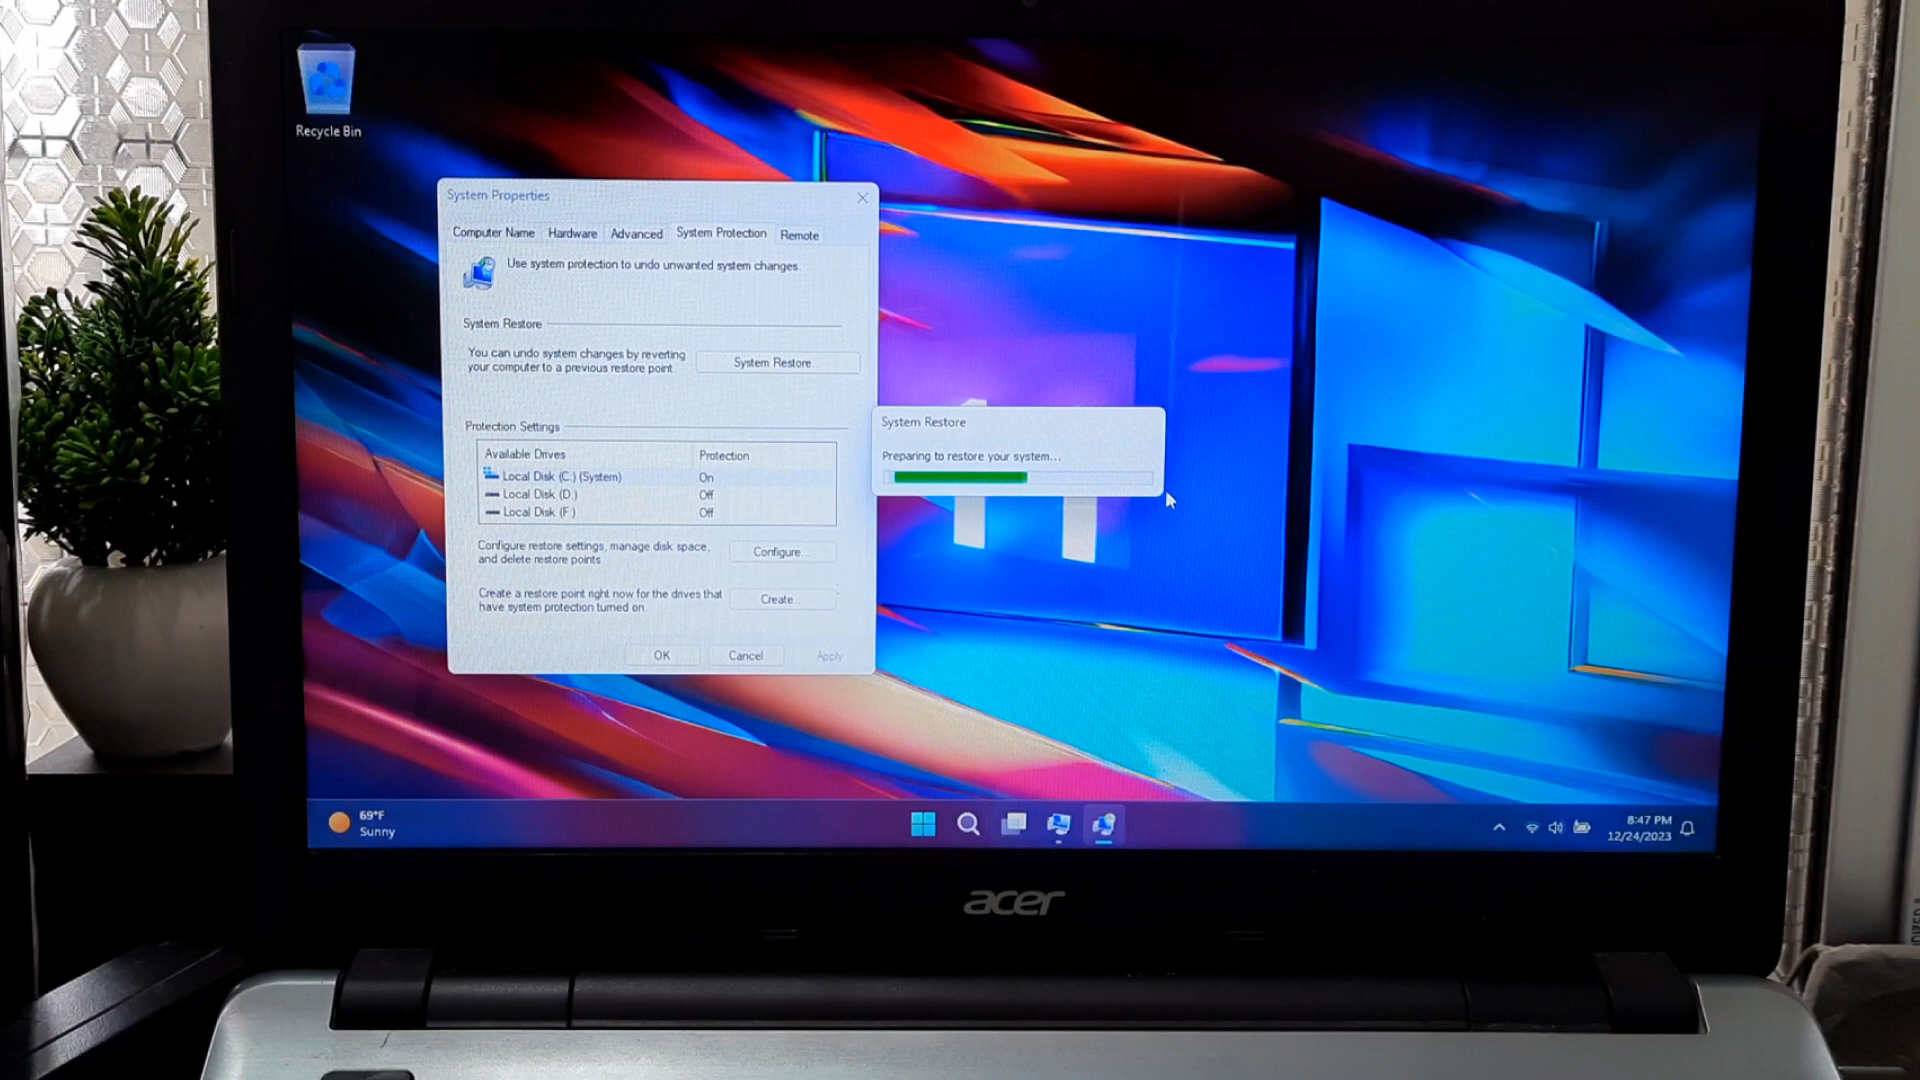 Recycle Bin
System Properties
Computer Name Hardware Advanced System Protection Remote
Use system protection to undo unwanted system changes.
System Restore
You can undo system changes by reverting
your computer to a previous restore point.
System Restore...
Protection Settings
Available Drives Protection
Local Disk (C:) (System) On
Local Disk (D:) Off
Local Disk (F:) Off
Configure restore settings, manage disk space,
and delete restore points.
Configure...
Create a restore point right now for the drives that
have system protection turned on.
Create...
OK Cancel Apply
System Restore
Preparing to restore your system...
69°F
Sunny
8:47 PM
12/24/2023
acer